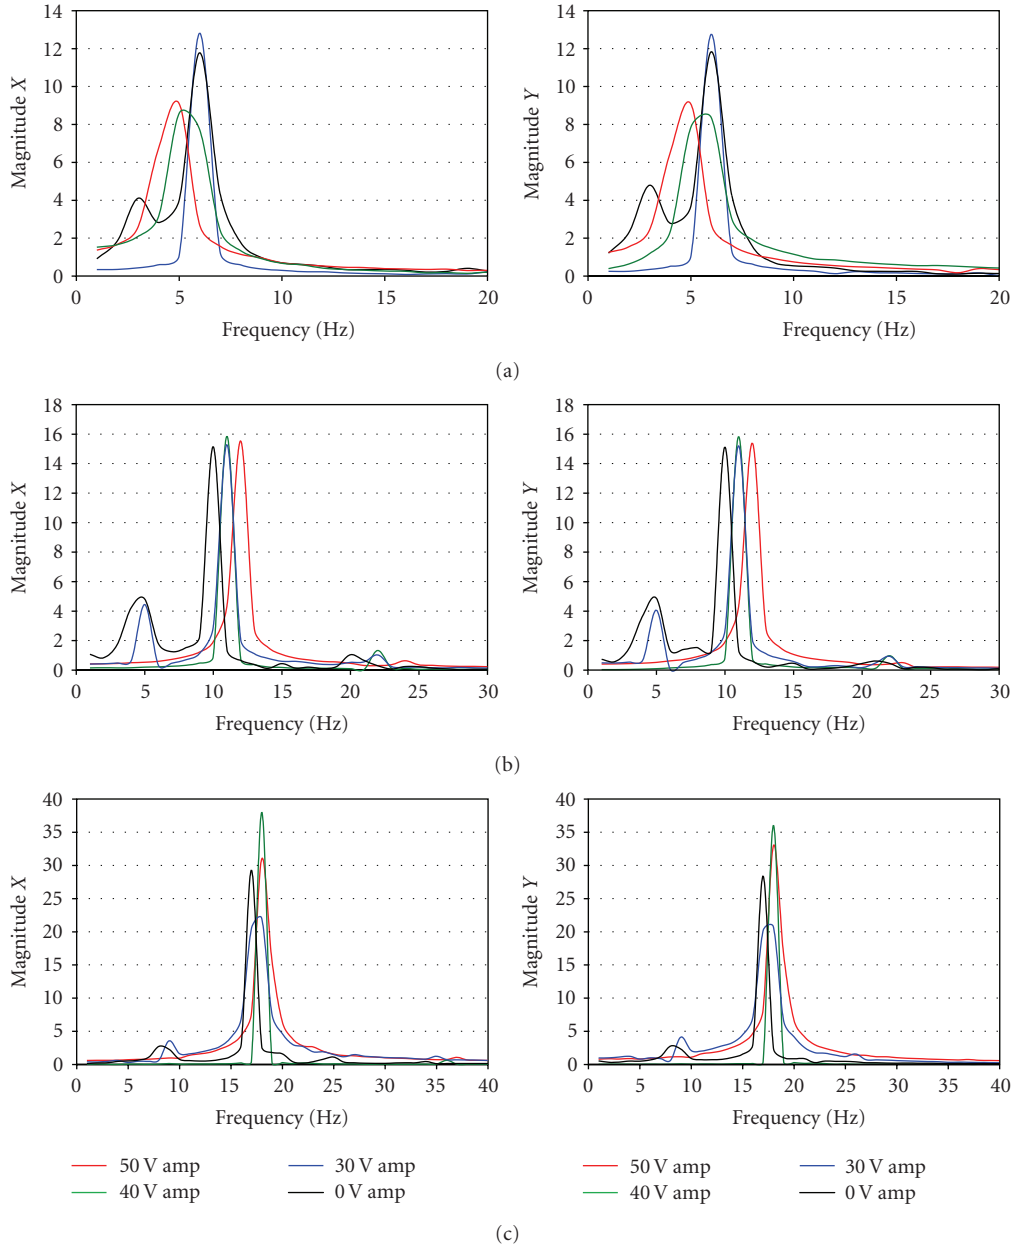 14
12
10
8
6
4
2
0
Magnitude X
0 5 10 15 20
Frequency (Hz)
14
12
10
8
6
4
2
0
Magnitude Y
0 5 10 15 20
Frequency (Hz)
(a)
18
16
14
12
10
8
6
4
2
0
Magnitude X
0 5 10 15 20 25 30
Frequency (Hz)
18
16
14
12
10
8
6
4
2
0
Magnitude Y
0 5 10 15 20 25 30
Frequency (Hz)
(b)
40
35
30
25
20
15
10
5
0
Magnitude X
0 5 10 15 20 25 30 35 40
Frequency (Hz)
40
35
30
25
20
15
10
5
0
Magnitude Y
0 5 10 15 20 25 30 35 40
Frequency (Hz)
50 V amp
40 V amp
30 V amp
0 V amp
50 V amp
40 V amp
30 V amp
0 V amp
(c)